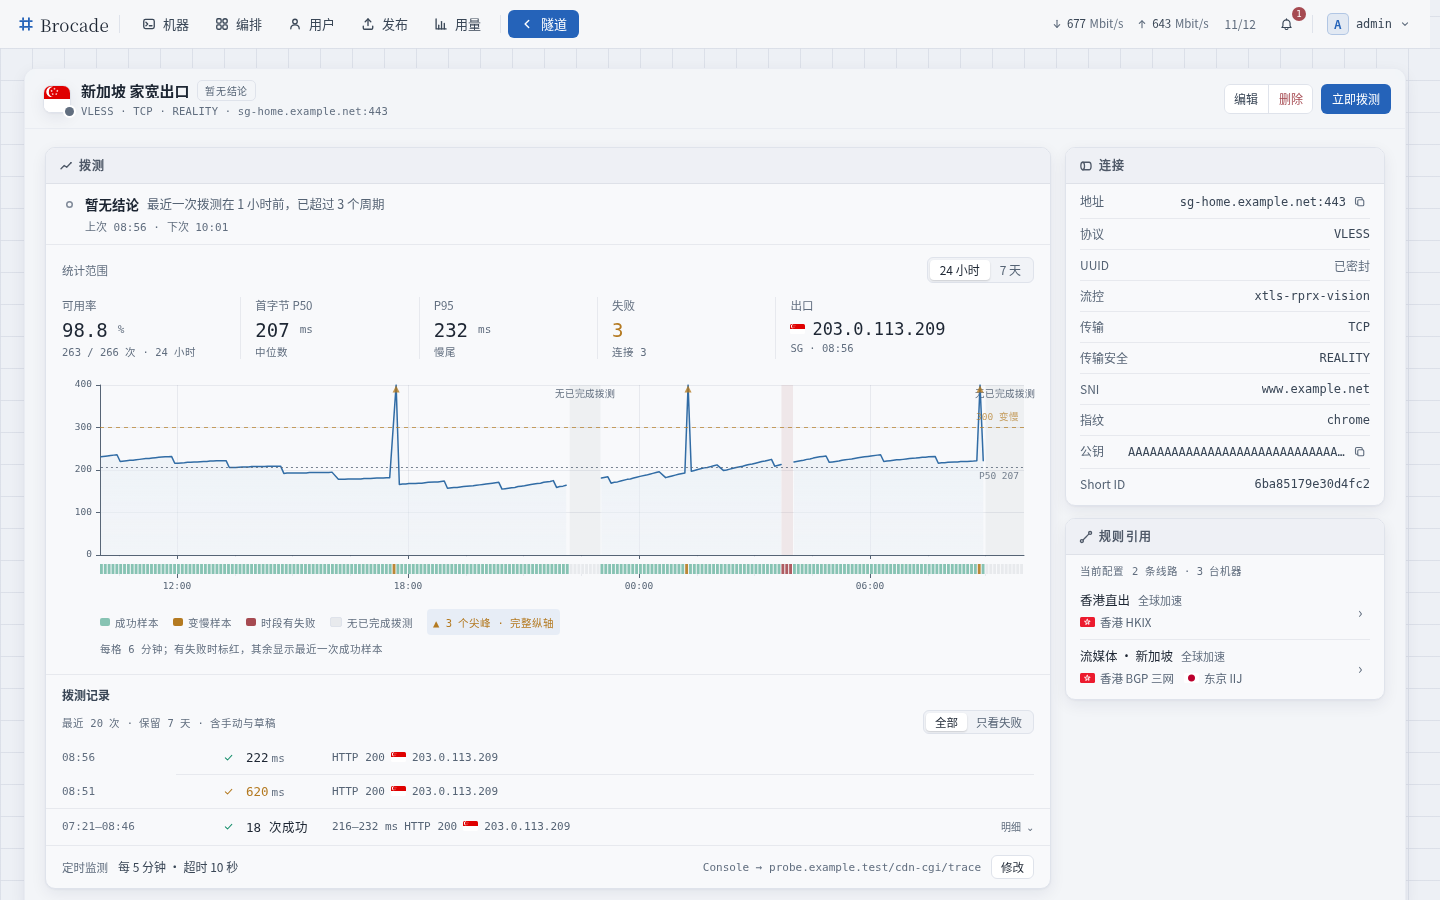 Brocade 机器 编排 用户 发布 用量 隧道 ↓ 677 Mbit/s ↑ 643 Mbit/s 11/12 1 A admin
新加坡 家宽出口 暂无结论
VLESS · TCP · REALITY · sg-home.example.net:443
编辑 删除 立即拨测
拨测
暂无结论 最近一次拨测在 1 小时前，已超过 3 个周期
上次 08:56 · 下次 10:01
统计范围 24 小时 7 天
可用率 首字节 P50 P95 失败 出口
98.8 % 207 ms 232 ms 3 203.0.113.209
263 / 266 次 · 24 小时 中位数 慢尾 连接 3 SG · 08:56
400
无已完成拨测 无已完成拨测
300 变慢
300
200
P50 207
100
0
12:00 18:00 00:00 06:00
成功样本 变慢样本 时段有失败 无已完成拨测 ▲ 3 个尖峰 · 完整纵轴
每格 6 分钟; 有失败时标红，其余显示最近一次成功样本
拨测记录
最近 20 次 · 保留 7 天 · 含手动与草稿 全部 只看失败
08:56 222 ms HTTP 200 203.0.113.209
08:51 620 ms HTTP 200 203.0.113.209
07:21–08:46 18 次成功 216–232 ms HTTP 200 203.0.113.209 明细
定时监测 每 5 分钟 · 超时 10 秒 Console → probe.example.test/cdn-cgi/trace 修改
连接
地址 sg-home.example.net:443
协议 VLESS
UUID 已密封
流控 xtls-rprx-vision
传输 TCP
传输安全 REALITY
SNI www.example.net
指纹 chrome
公钥 AAAAAAAAAAAAAAAAAAAAAAAAAAAAA…
Short ID 6ba85179e30d4fc2
规则引用
当前配置 2 条线路 · 3 台机器
香港直出 全球加速
香港 HKIX
流媒体 · 新加坡 全球加速
香港 BGP 三网 东京 IIJ